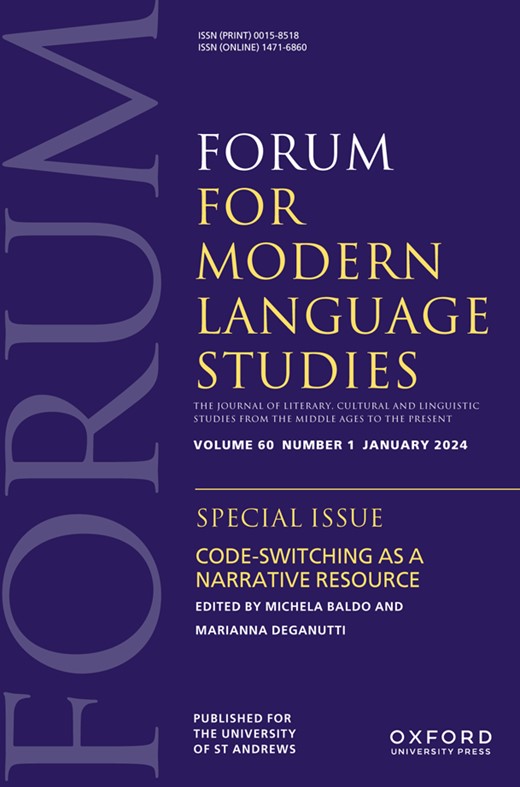 FORUM
ISSN (PRINT) 0015-8518
ISSN (ONLINE) 1471-6860
FORUM
FOR
MODERN
LANGUAGE
STUDIES
THE JOURNAL OF LITERARY, CULTURAL AND LINGUISTIC
STUDIES FROM THE MIDDLE AGES TO THE PRESENT
VOLUME 60 NUMBER 1 JANUARY 2024
SPECIAL ISSUE
CODE-SWITCHING AS A
NARRATIVE RESOURCE
EDITED BY MICHELA BALDO AND
MARIANNA DEGANUTTI
PUBLISHED FOR
THE UNIVERSITY
OF ST ANDREWS
OXFORD
UNIVERSITY PRESS